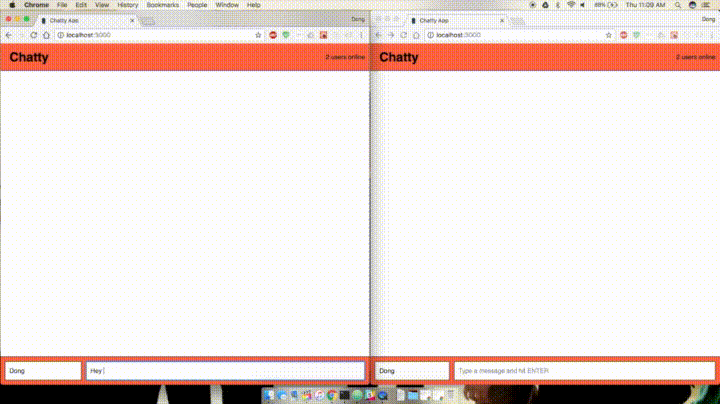 Chrome File Edit View History Bookmarks People Window Help 69% Thu 11:09 AM
Chatty App Dong
localhost:3000
Chatty 2 users online
Dong Hey
Chatty App Dong
localhost:3000
Chatty 2 users online
Dong Type a message and hit ENTER